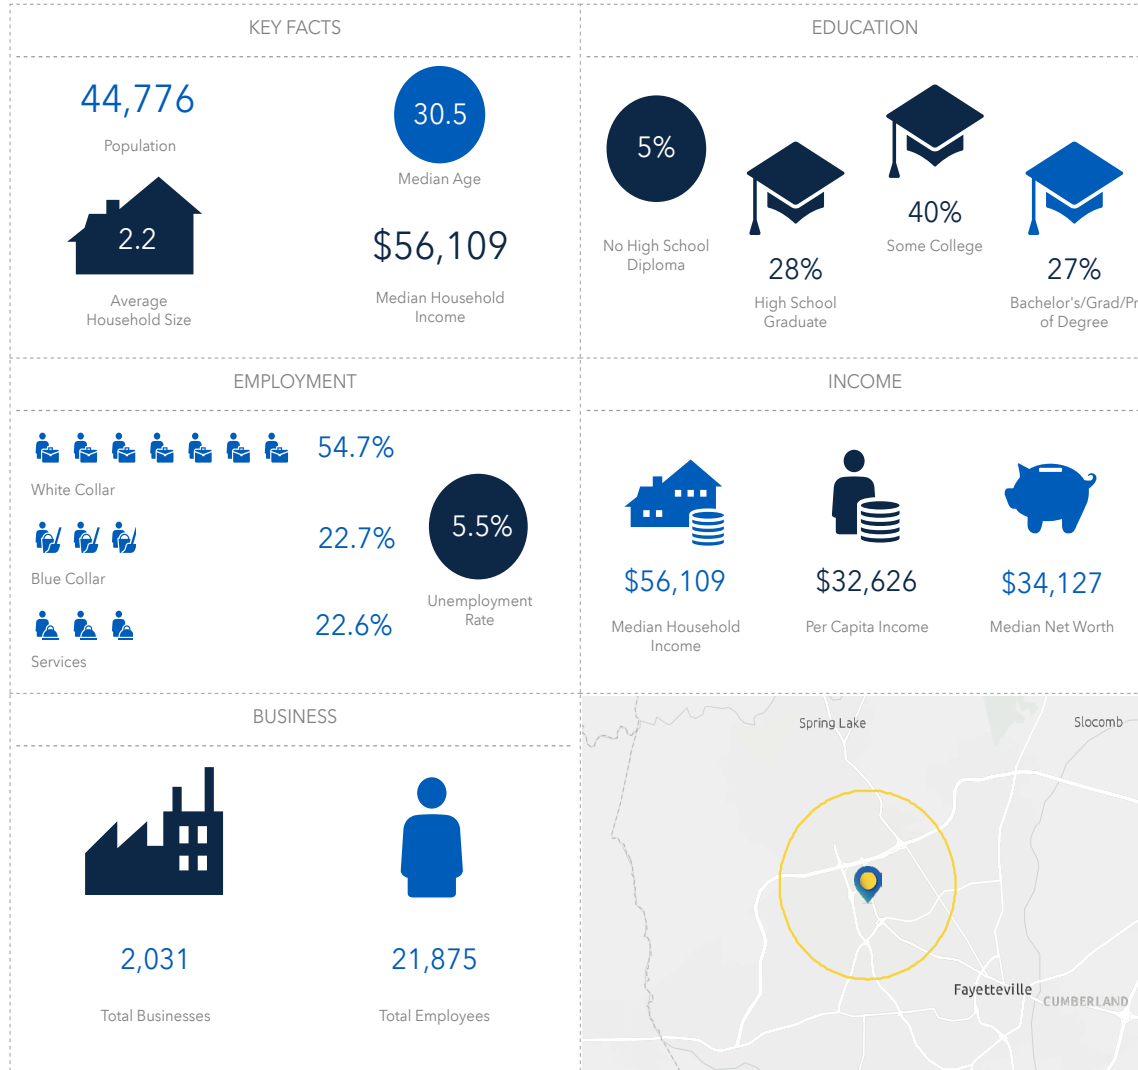 KEY FACTS
44,776
Population
30.5
Median Age
2.2
Average
Household Size
$56,109
Median Household
Income
EDUCATION
5%
No High School
Diploma
28%
High School
Graduate
40%
Some College
27%
Bachelor's/Grad/Pr
of Degree
EMPLOYMENT
54.7%
White Collar
22.7%
Blue Collar
22.6%
Services
5.5%
Unemployment
Rate
INCOME
$56,109
Median Household
Income
$32,626
Per Capita Income
$34,127
Median Net Worth
BUSINESS
2,031
Total Businesses
21,875
Total Employees
Spring Lake
Slocomb
Fayetteville
CUMBERLAND